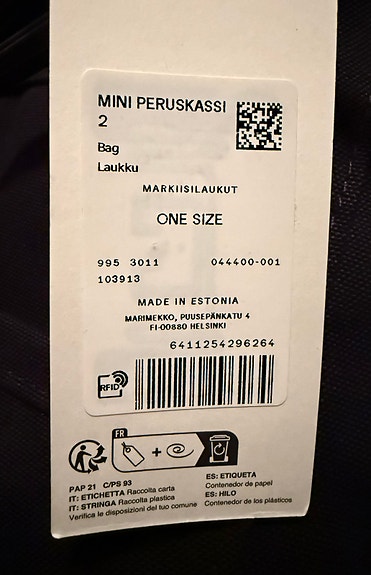 MINI PERUSKASSI
2
Bag
Laukku
MARKIISILAUKUT
ONE SIZE
995 3011 044400-001
103913
MADE IN ESTONIA
MARIMEKKO, PUUSEPÄNKATU 4
FI-00880 HELSINKI
6411254296264
RFID
FR
+
PAP 21 C/PS 93
IT: ETICHETTA Raccolta carta
IT: STRINGA Raccolta plastica
Verifica le disposizioni del tuo comune
ES: ETIQUETA
Contenedor de papel
ES: HILO
Contenedor de los plásticos